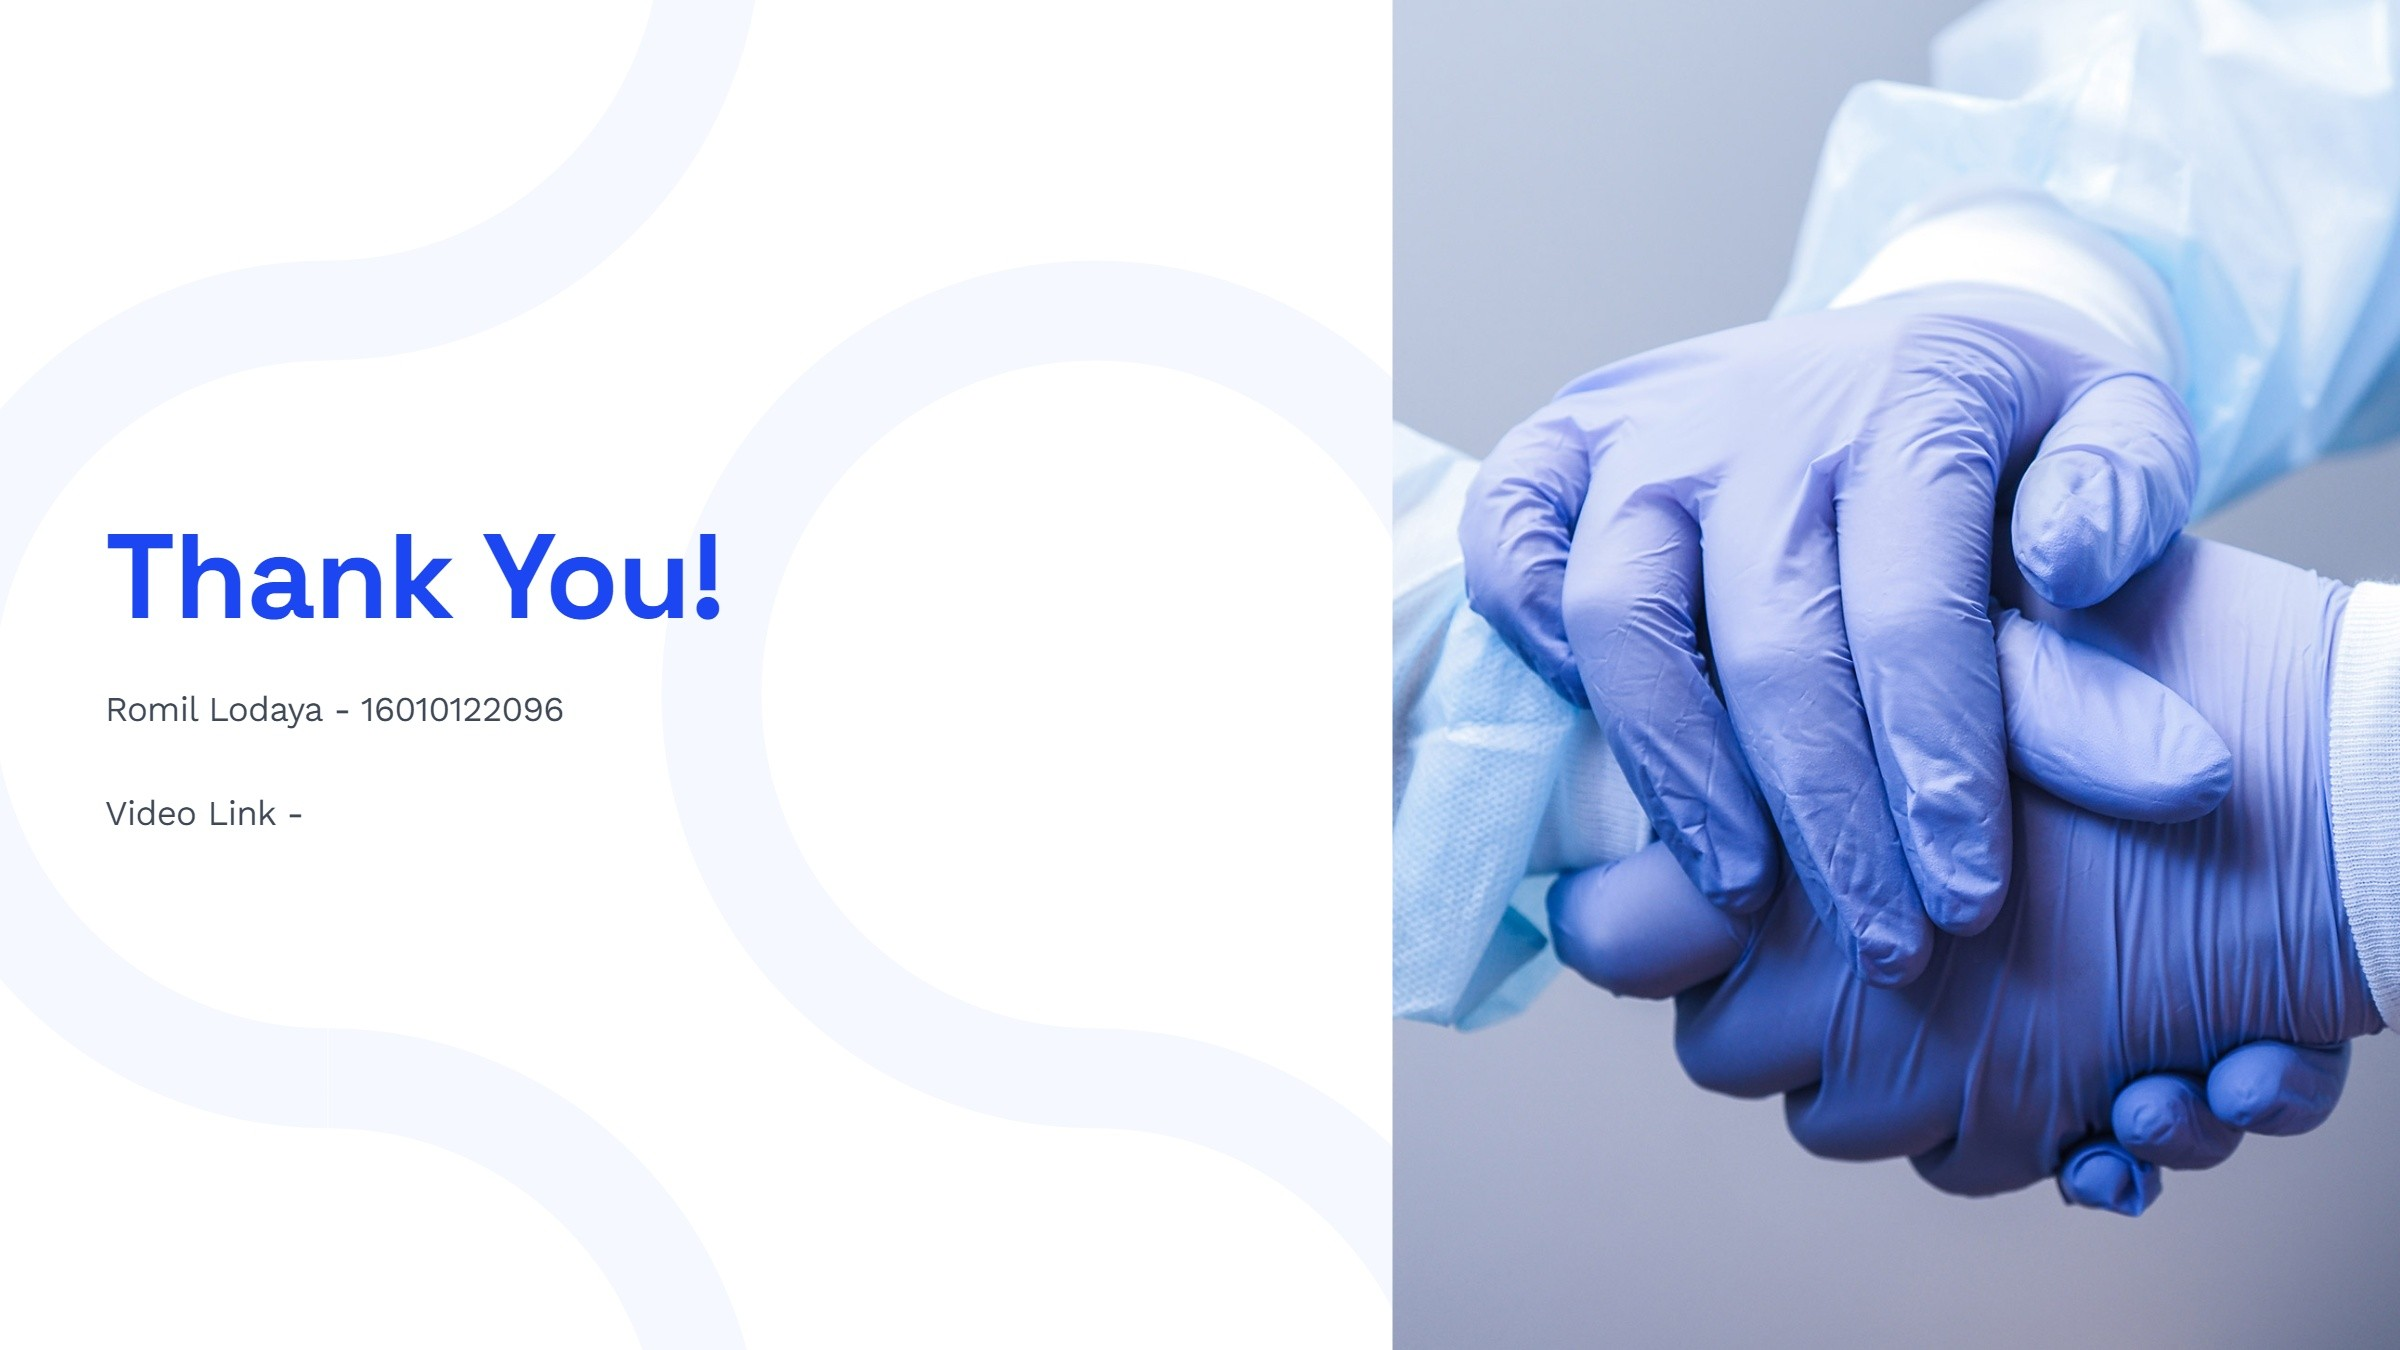 Thank You!
Romil Lodaya - 16010122096
Video Link -